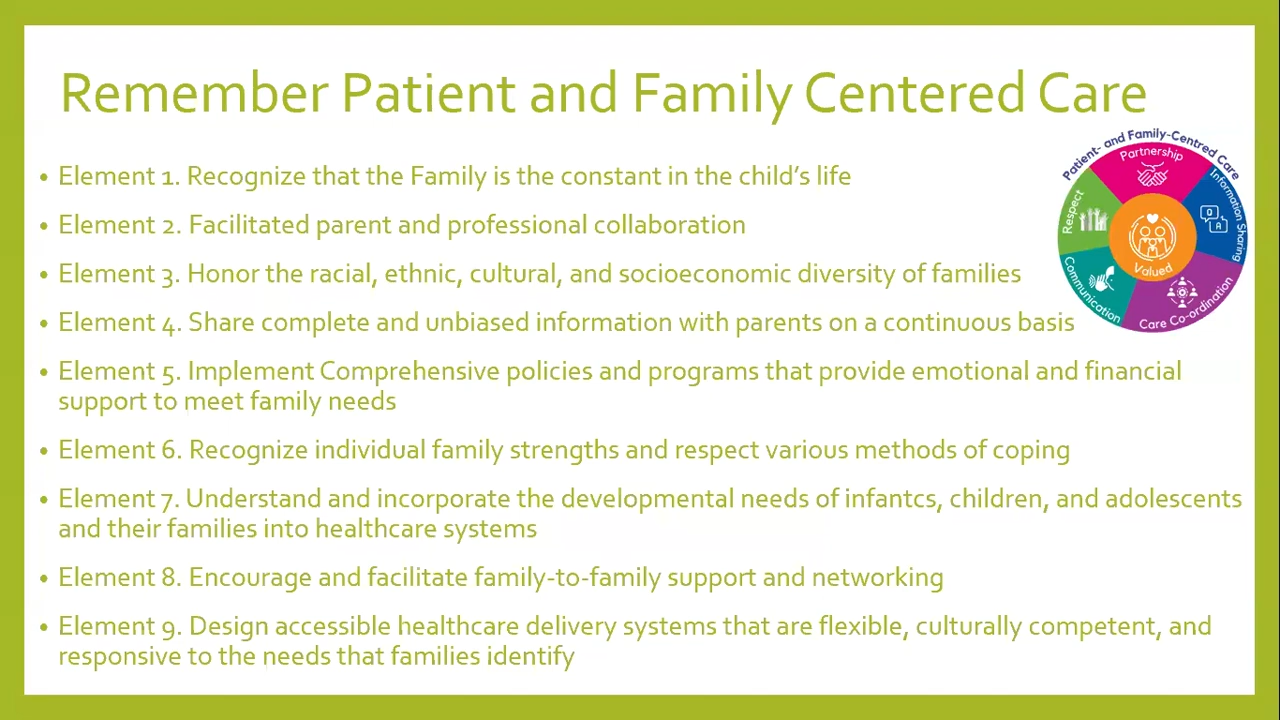 Remember Patient and Family Centered Care
• Element 1. Recognize that the Family is the constant in the child's life
• Element 2. Facilitated parent and professional collaboration
• Element 3. Honor the racial, ethnic, cultural, and socioeconomic diversity of families
• Element 4. Share complete and unbiased information with parents on a continuous basis
• Element 5. Implement Comprehensive policies and programs that provide emotional and financial
support to meet family needs
• Element 6. Recognize individual family strengths and respect various methods of coping
• Element 7. Understand and incorporate the developmental needs of infantcs, children, and adolescents
and their families into healthcare systems
• Element 8. Encourage and facilitate family-to-family support and networking
• Element 9. Design accessible healthcare delivery systems that are flexible, culturally competent, and
responsive to the needs that families identify
Patient- and Family-Centred Care
Partnership
Information Sharing
Q
A
Care Co-ordination
Communication
Respect
Valued